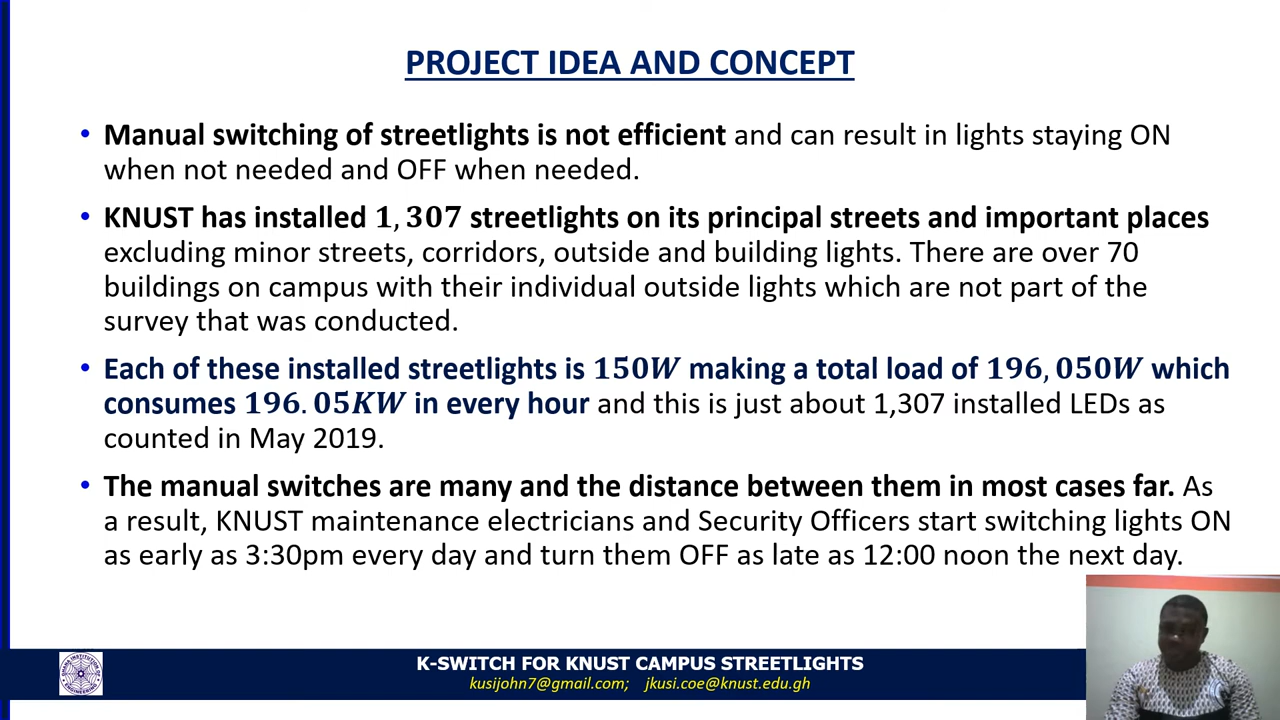 PROJECT IDEA AND CONCEPT
• Manual switching of streetlights is not efficient and can result in lights staying ON
when not needed and OFF when needed.
• KNUST has installed 1,307 streetlights on its principal streets and important places
excluding minor streets, corridors, outside and building lights. There are over 70
buildings on campus with their individual outside lights which are not part of the
survey that was conducted.
• Each of these installed streetlights is 150W making a total load of 196,050W which
consumes 196.05KW in every hour and this is just about 1,307 installed LEDs as
counted in May 2019.
• The manual switches are many and the distance between them in most cases far. As
a result, KNUST maintenance electricians and Security Officers start switching lights ON
as early as 3:30pm every day and turn them OFF as late as 12:00 noon the next day.
K-SWITCH FOR KNUST CAMPUS STREETLIGHTS
kusijohn7@gmail.com; jkusi.coe@knust.edu.gh